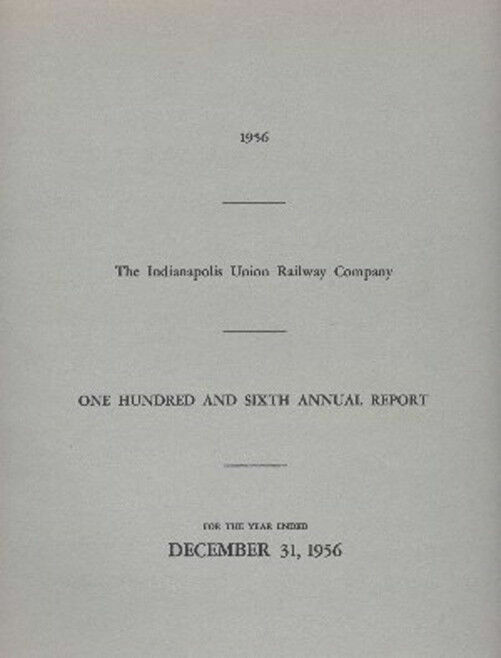 1956
The Indianapolis Union Railway Company
ONE HUNDRED AND SIXTH ANNUAL REPORT
FOR THE YEAR ENDED
DECEMBER 31, 1956